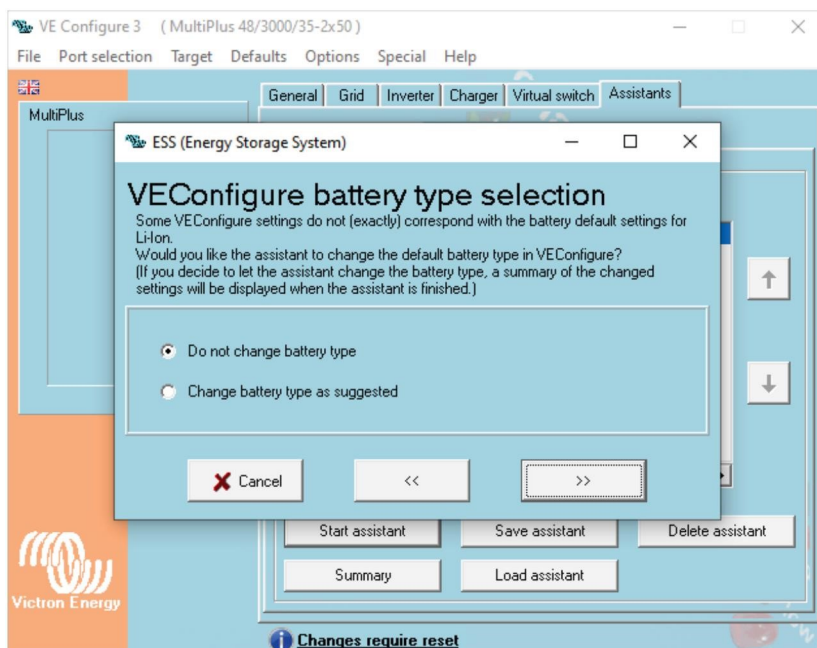 VE Configure 3 ( MultiPlus 48/3000/35-2x50 )
File Port selection Target Defaults Options Special Help
General Grid Inverter Charger Virtual switch Assistants
MultiPlus
ESS (Energy Storage System)
VEConfigure battery type selection
Some VEConfigure settings do not (exactly) correspond with the battery default settings for
Li-Ion.
Would you like the assistant to change the default battery type in VEConfigure?
(If you decide to let the assistant change the battery type, a summary of the changed
settings will be displayed when the assistant is finished.)
Do not change battery type
Change battery type as suggested
Cancel << >>
Start assistant Save assistant Delete assistant
Summary Load assistant
Victron Energy
Changes require reset